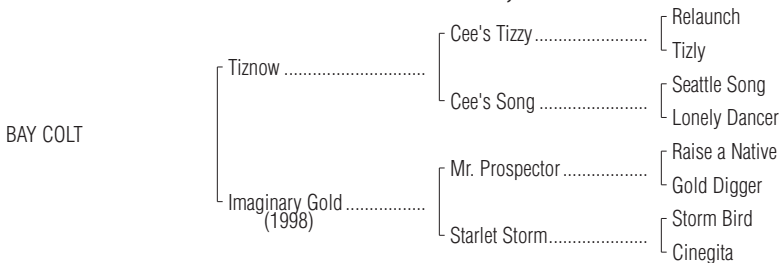 Relaunch
Cee's Tizzy
Tizly
Tiznow
Seattle Song
Cee's Song
Lonely Dancer
BAY COLT
Raise a Native
Mr. Prospector
Gold Digger
Imaginary Gold
(1998)
Storm Bird
Starlet Storm
Cinegita